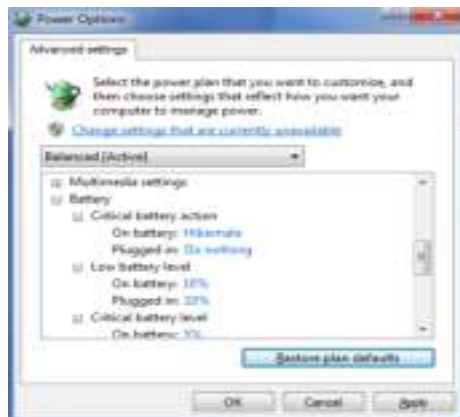 Power Options
Advanced settings
Select the power plan that you want to customize, and
then choose settings that reflect how you want your
computer to manage power.
Change settings that are currently unavailable
Balanced [Active]
Multimedia settings
Battery
Critical battery action
On battery: Hibernate
Plugged in: Do nothing
Low battery level
On battery: 10%
Plugged in: 10%
Critical battery level
On battery: 5%
Restore plan defaults
OK Cancel Apply